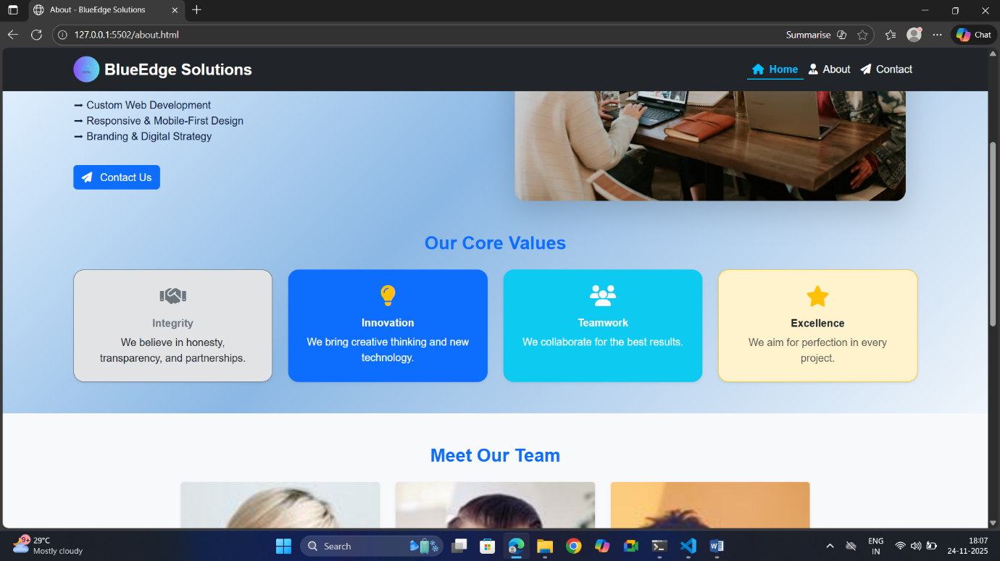 About - BlueEdge Solutions
127.0.0.1:5502/about.html
Summarise
Chat
BlueEdge Solutions
Home
About
Contact
Custom Web Development
Responsive & Mobile-First Design
Branding & Digital Strategy
Contact Us
Our Core Values
Integrity
We believe in honesty,
transparency, and partnerships.
Innovation
We bring creative thinking and new
technology.
Teamwork
We collaborate for the best results.
Excellence
We aim for perfection in every
project.
Meet Our Team
9+
29°C
Mostly cloudy
Search
ENG
IN
18:07
24-11-2025